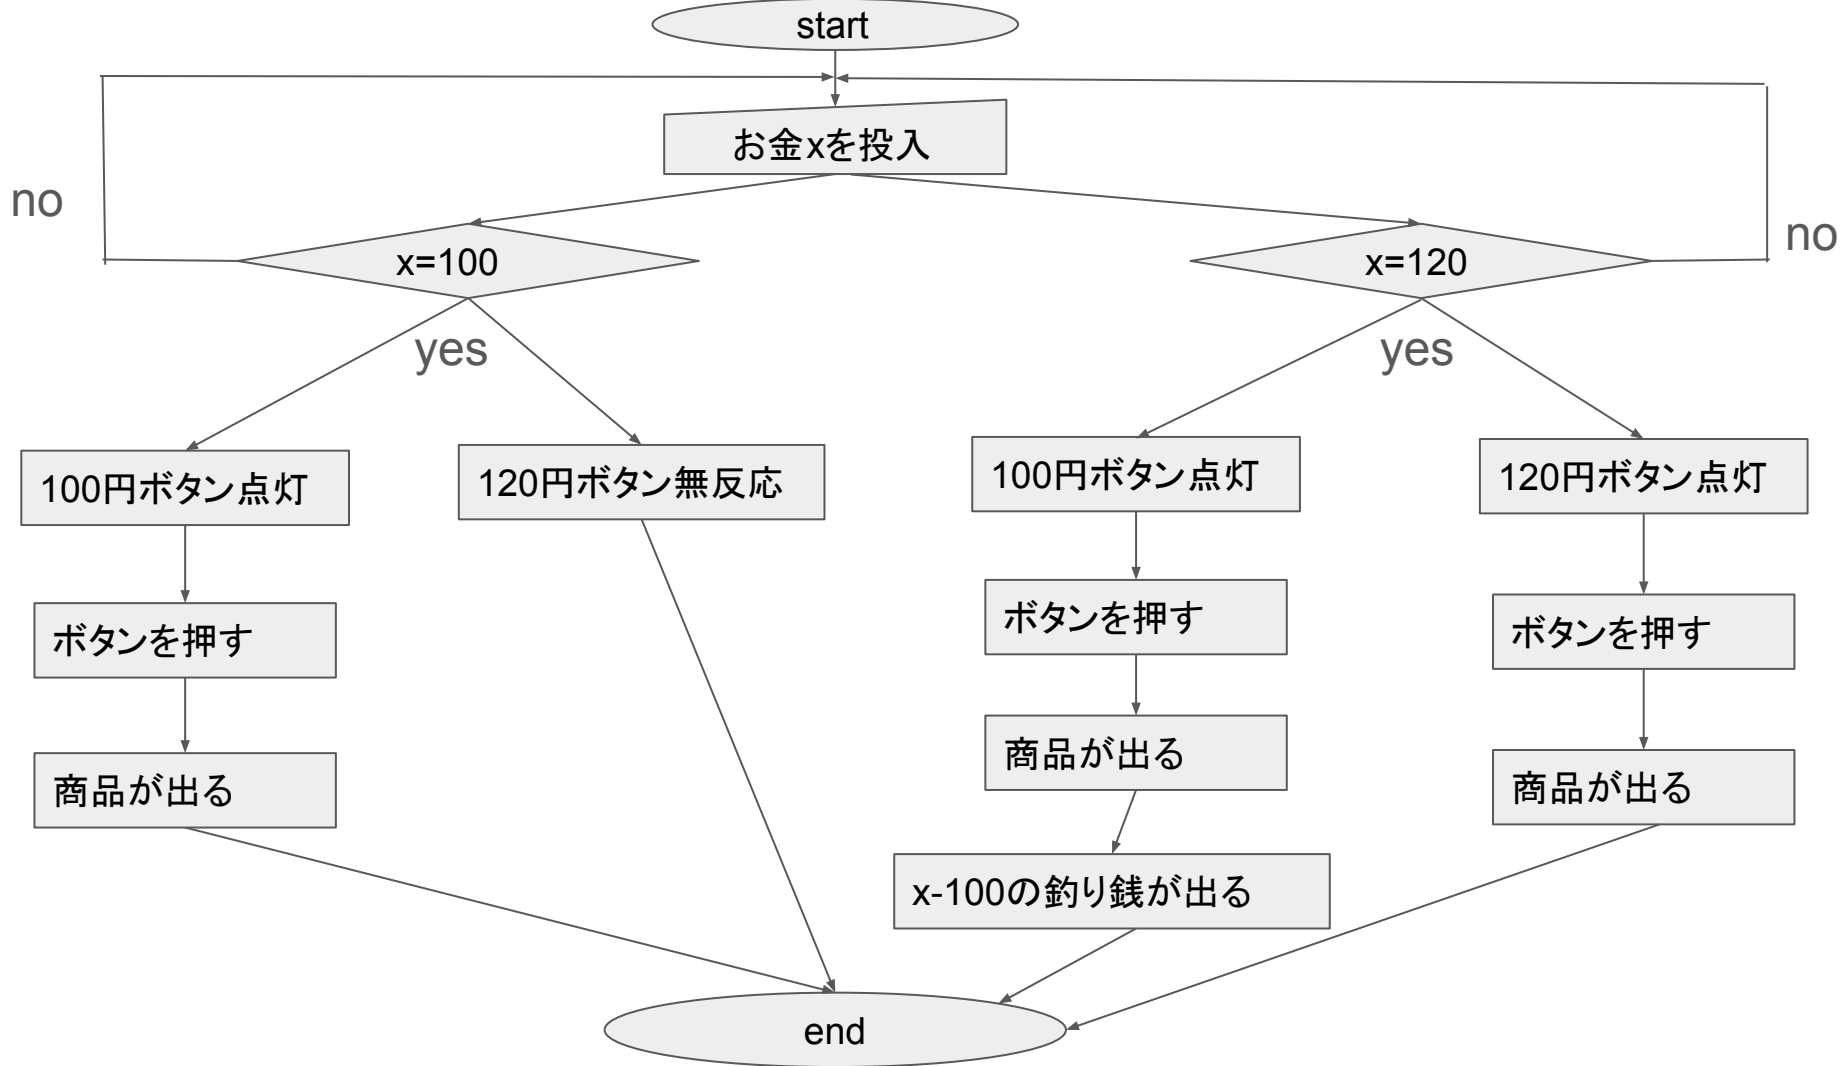 start
お金xを投入
no
no
x=100
x=120
yes
yes
100円ボタン点灯
120円ボタン無反応
100円ボタン点灯
120円ボタン点灯
ボタンを押す
ボタンを押す
ボタンを押す
商品が出る
商品が出る
商品が出る
x-100の釣り銭が出る
end